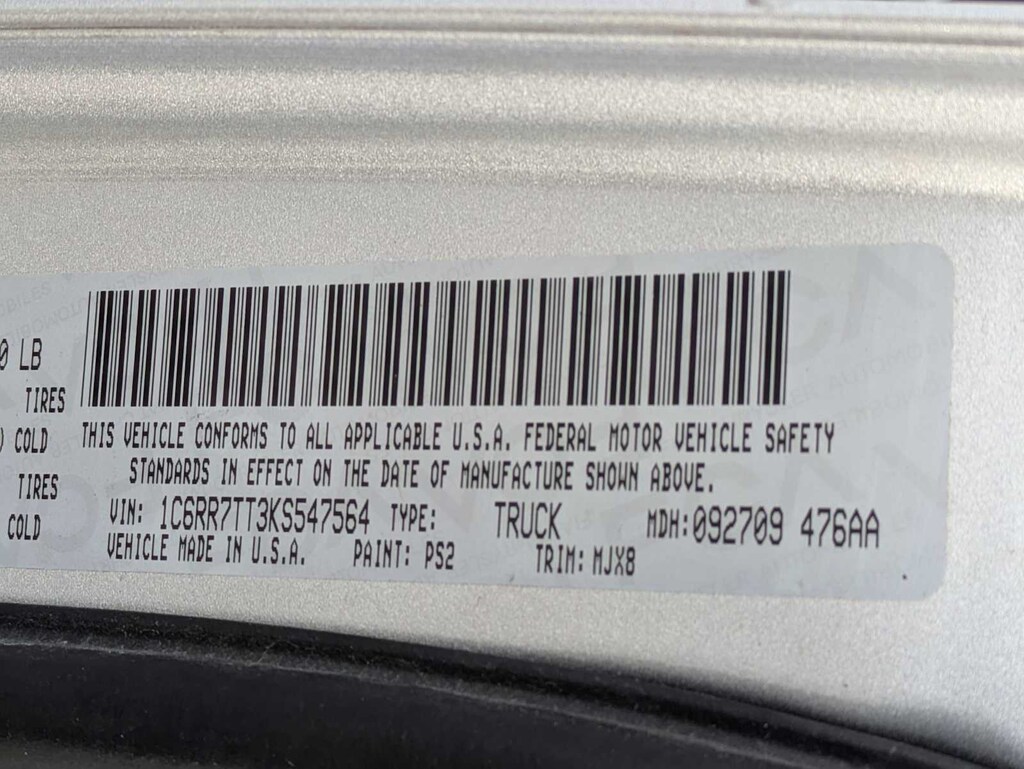 0 LB
TIRES
) COLD
TIRES
COLD
THIS VEHICLE CONFORMS TO ALL APPLICABLE U.S.A. FEDERAL MOTOR VEHICLE SAFETY
STANDARDS IN EFFECT ON THE DATE OF MANUFACTURE SHOWN ABOVE.
VIN: 1C6RR7TT3KS547564 TYPE: TRUCK MDH:092709 476AA
VEHICLE MADE IN U.S.A. PAINT: PS2 TRIM: MJX8